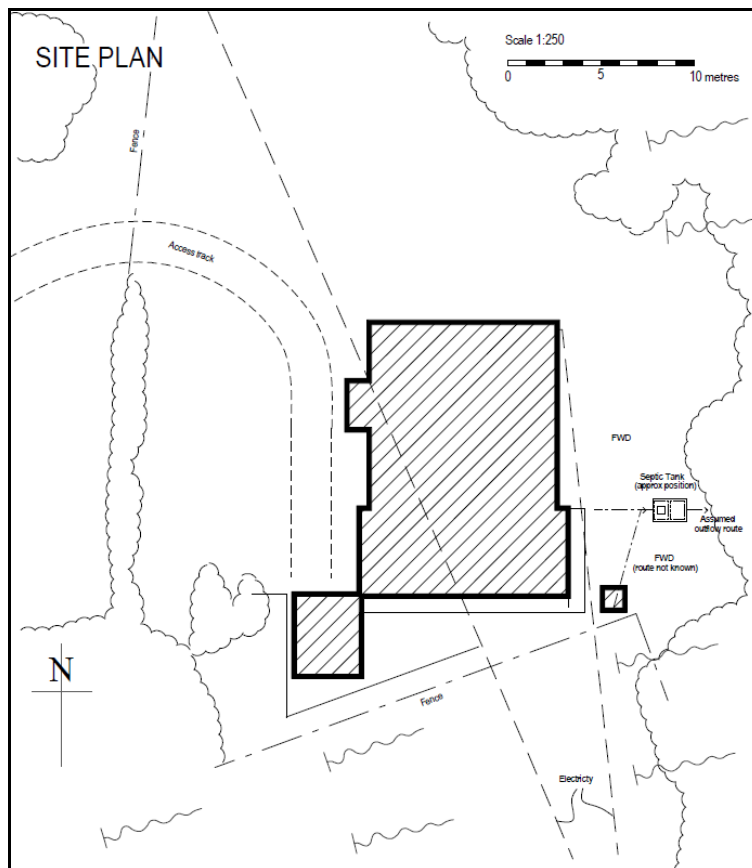 SITE PLAN
Scale 1:250
0 5 10 metres
Fence
Access track
FWD
Septic Tank
(approx position)
Assumed
outflow route
FWD
(route not known)
N
Fence
Electricty